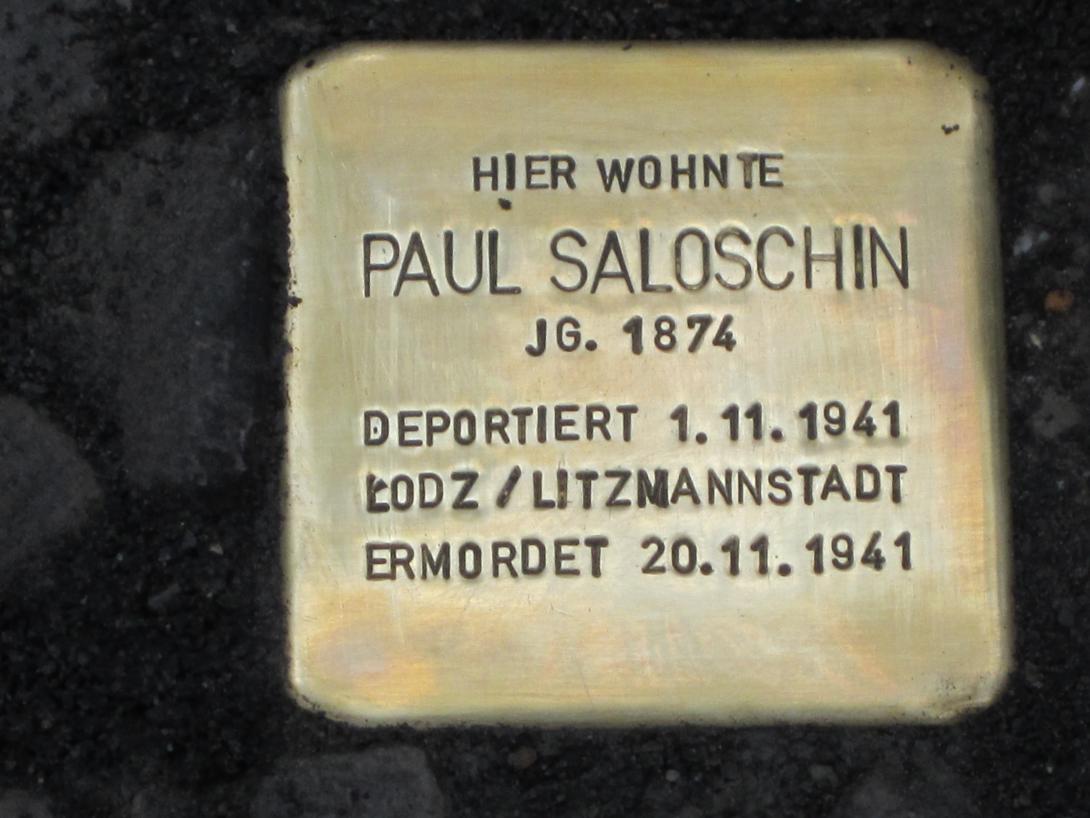 HIER WOHNTE
PAUL SALOSCHIN
JG. 1874
DEPORTIERT 1.11.1941
ŁODZ / LITZMANNSTADT
ERMORDET 20.11.1941